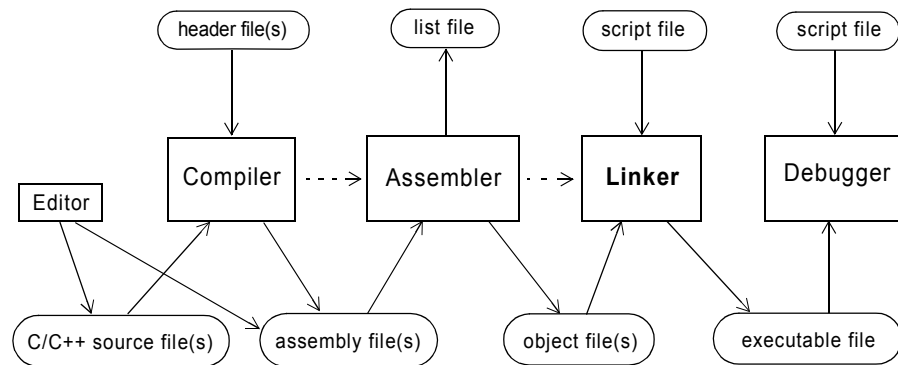 header file(s)
list file
script file
script file
Compiler
Assembler
Linker
Debugger
Editor
C/C++ source file(s)
assembly file(s)
object file(s)
executable file